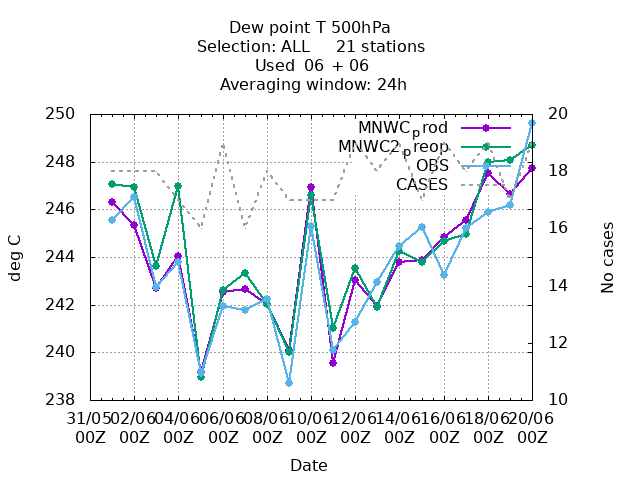 Dew point T 500hPa
Selection: ALL 21 stations
Used 06 + 06
Averaging window: 24h
250
248
246
244
242
240
238
deg C
20
18
16
14
12
10
No cases
MNWCprod
MNWC2preop
OBS
CASES
31/05 02/06 04/06 06/06 08/06 10/06 12/06 14/06 16/06 18/06 20/06
00Z 00Z 00Z 00Z 00Z 00Z 00Z 00Z 00Z 00Z 00Z
Date